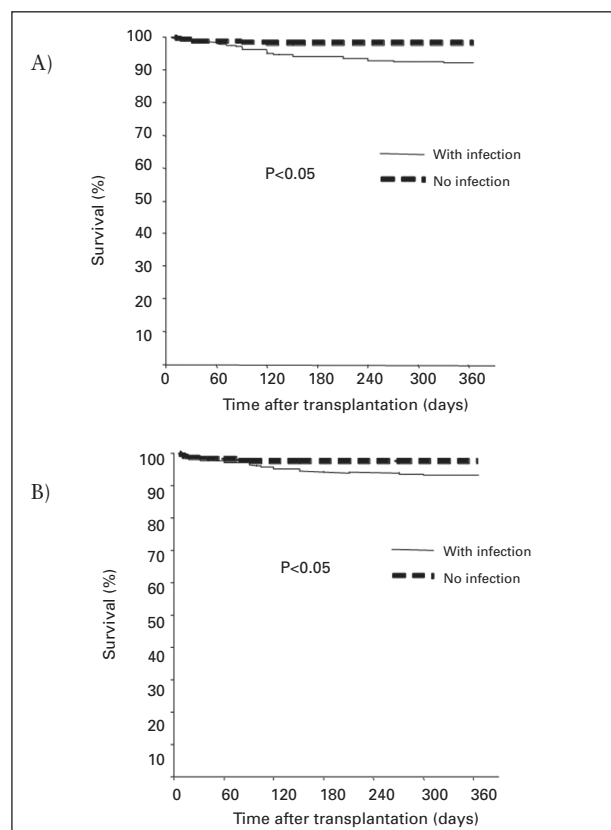 A)
100
90
80
70
60
50
40
30
20
10
Survival (%)
P<0.05
With infection
No infection
0 60 120 180 240 300 360
Time after transplantation (days)
B)
100
90
80
70
60
50
40
30
20
10
Survival (%)
P<0.05
With infection
No infection
0 60 120 180 240 300 360
Time after transplantation (days)